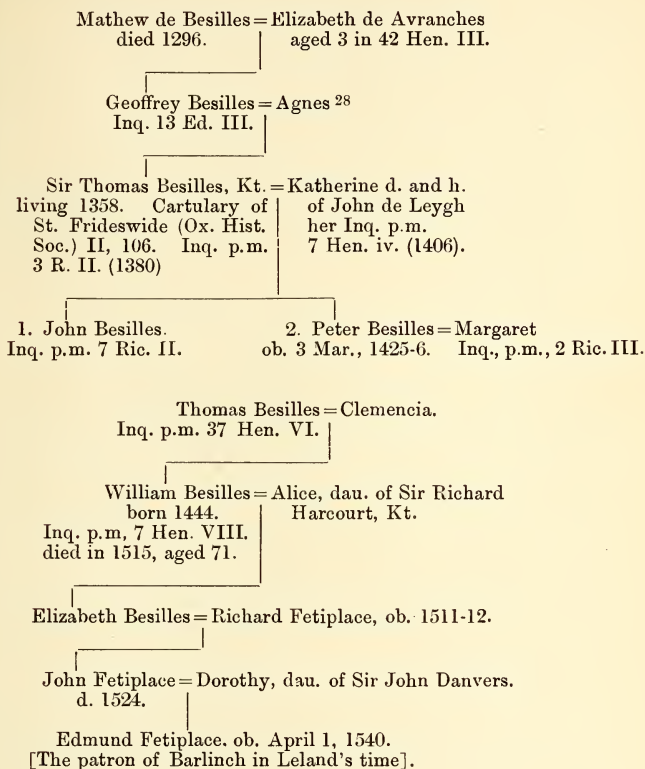 Mathew de Besilles = Elizabeth de Avranches
died 1296. aged 3 in 42 Hen. III.
Geoffrey Besilles = Agnes 28
Inq. 13 Ed. III.
Sir Thomas Besilles, Kt. = Katherine d. and h.
living 1358. Cartulary of of John de Leygh
St. Frideswide (Ox. Hist. her Inq. p.m.
Soc.) II, 106. Inq. p.m. 7 Hen. iv. (1406).
3 R. II. (1380)
1. John Besilles. 2. Peter Besilles = Margaret
Inq. p.m. 7 Ric. II. ob. 3 Mar., 1425-6. Inq., p.m., 2 Ric. III.
Thomas Besilles = Clemencia.
Inq. p.m. 37 Hen. VI.
William Besilles = Alice, dau. of Sir Richard
born 1444. Harcourt, Kt.
Inq. p.m, 7 Hen. VIII.
died in 1515, aged 71.
Elizabeth Besilles = Richard Fetiplace, ob. 1511-12.
John Fetiplace = Dorothy, dau. of Sir John Danvers.
d. 1524.
Edmund Fetiplace. ob. April 1, 1540.
[The patron of Barlinch in Leland's time].